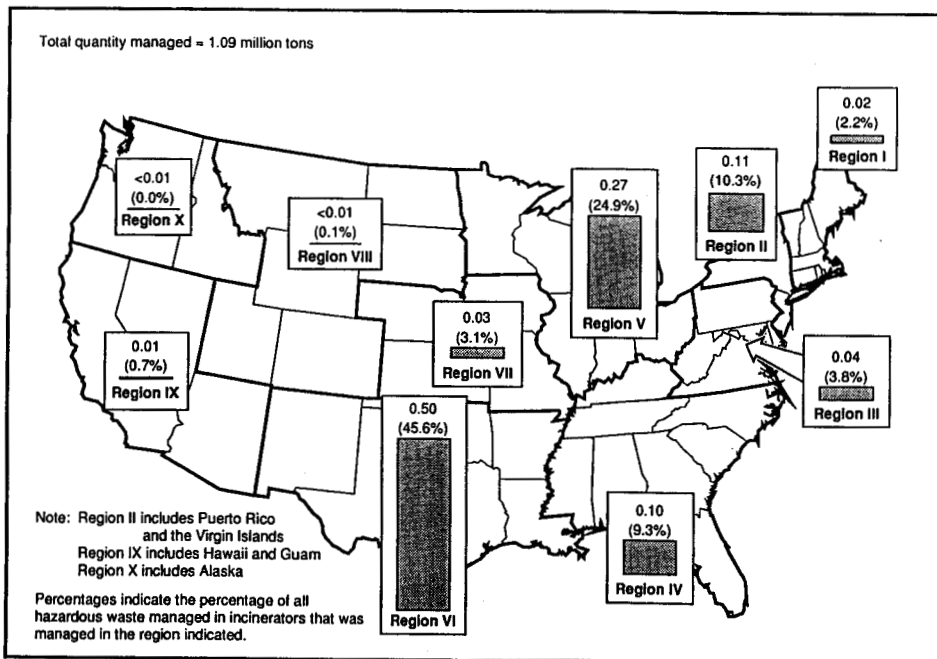 Total quantity managed = 1.09 million tons
0.02
(2.2%)
Region I
0.11
(10.3%)
Region II
0.27
(24.9%)
Region V
<0.01
(0.0%)
Region X
<0.01
(0.1%)
Region VIII
0.03
(3.1%)
Region VII
0.01
(0.7%)
Region IX
0.04
(3.8%)
Region III
0.50
(45.6%)
Region VI
0.10
(9.3%)
Region IV
Note: Region II includes Puerto Rico
and the Virgin Islands
Region IX includes Hawaii and Guam
Region X includes Alaska
Percentages indicate the percentage of all
hazardous waste managed in incinerators that was
managed in the region indicated.